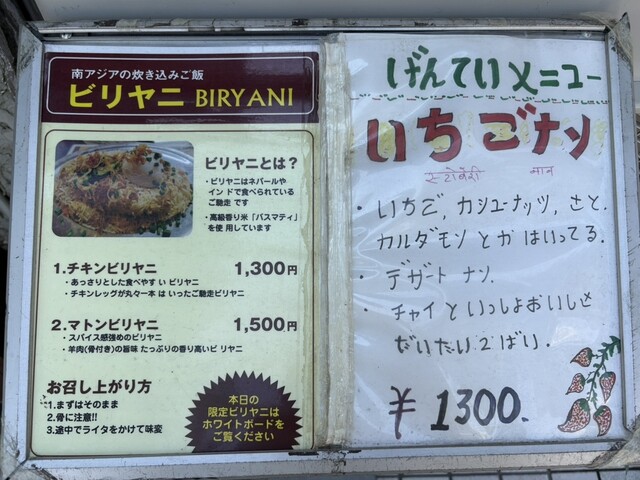 南アジアの炊き込みご飯
ビリヤニ BIRYANI
ビリヤニとは？
・ビリヤニはネパールや
インドで食べられている
ご馳走です
・高級香り米「バスマティ」
を使用しています
1.チキンビリヤニ 1,300円
・あっさりとした食べやすいビリヤニ
・チキンレッグが丸々一本はいったご馳走ビリヤニ
2.マトンビリヤニ 1,500円
・スパイス感強めのビリヤニ
・羊肉(骨付き)の旨味たっぷりの香り高いビリヤニ
お召し上がり方
1.まずはそのまま
2.骨に注意!!
3.途中でライタをかけて味変
本日の
限定ビリヤニは
ホワイトボードを
ご覧ください
げんていメニュー
いちごナン
स्ट्रोबेरी नान
・いちご,カシューナッツ,さとう
カルダモンとかはいってる.
・デザートナン
・チャイといっしょおいしさ
だいたい2ばい.
¥1300.